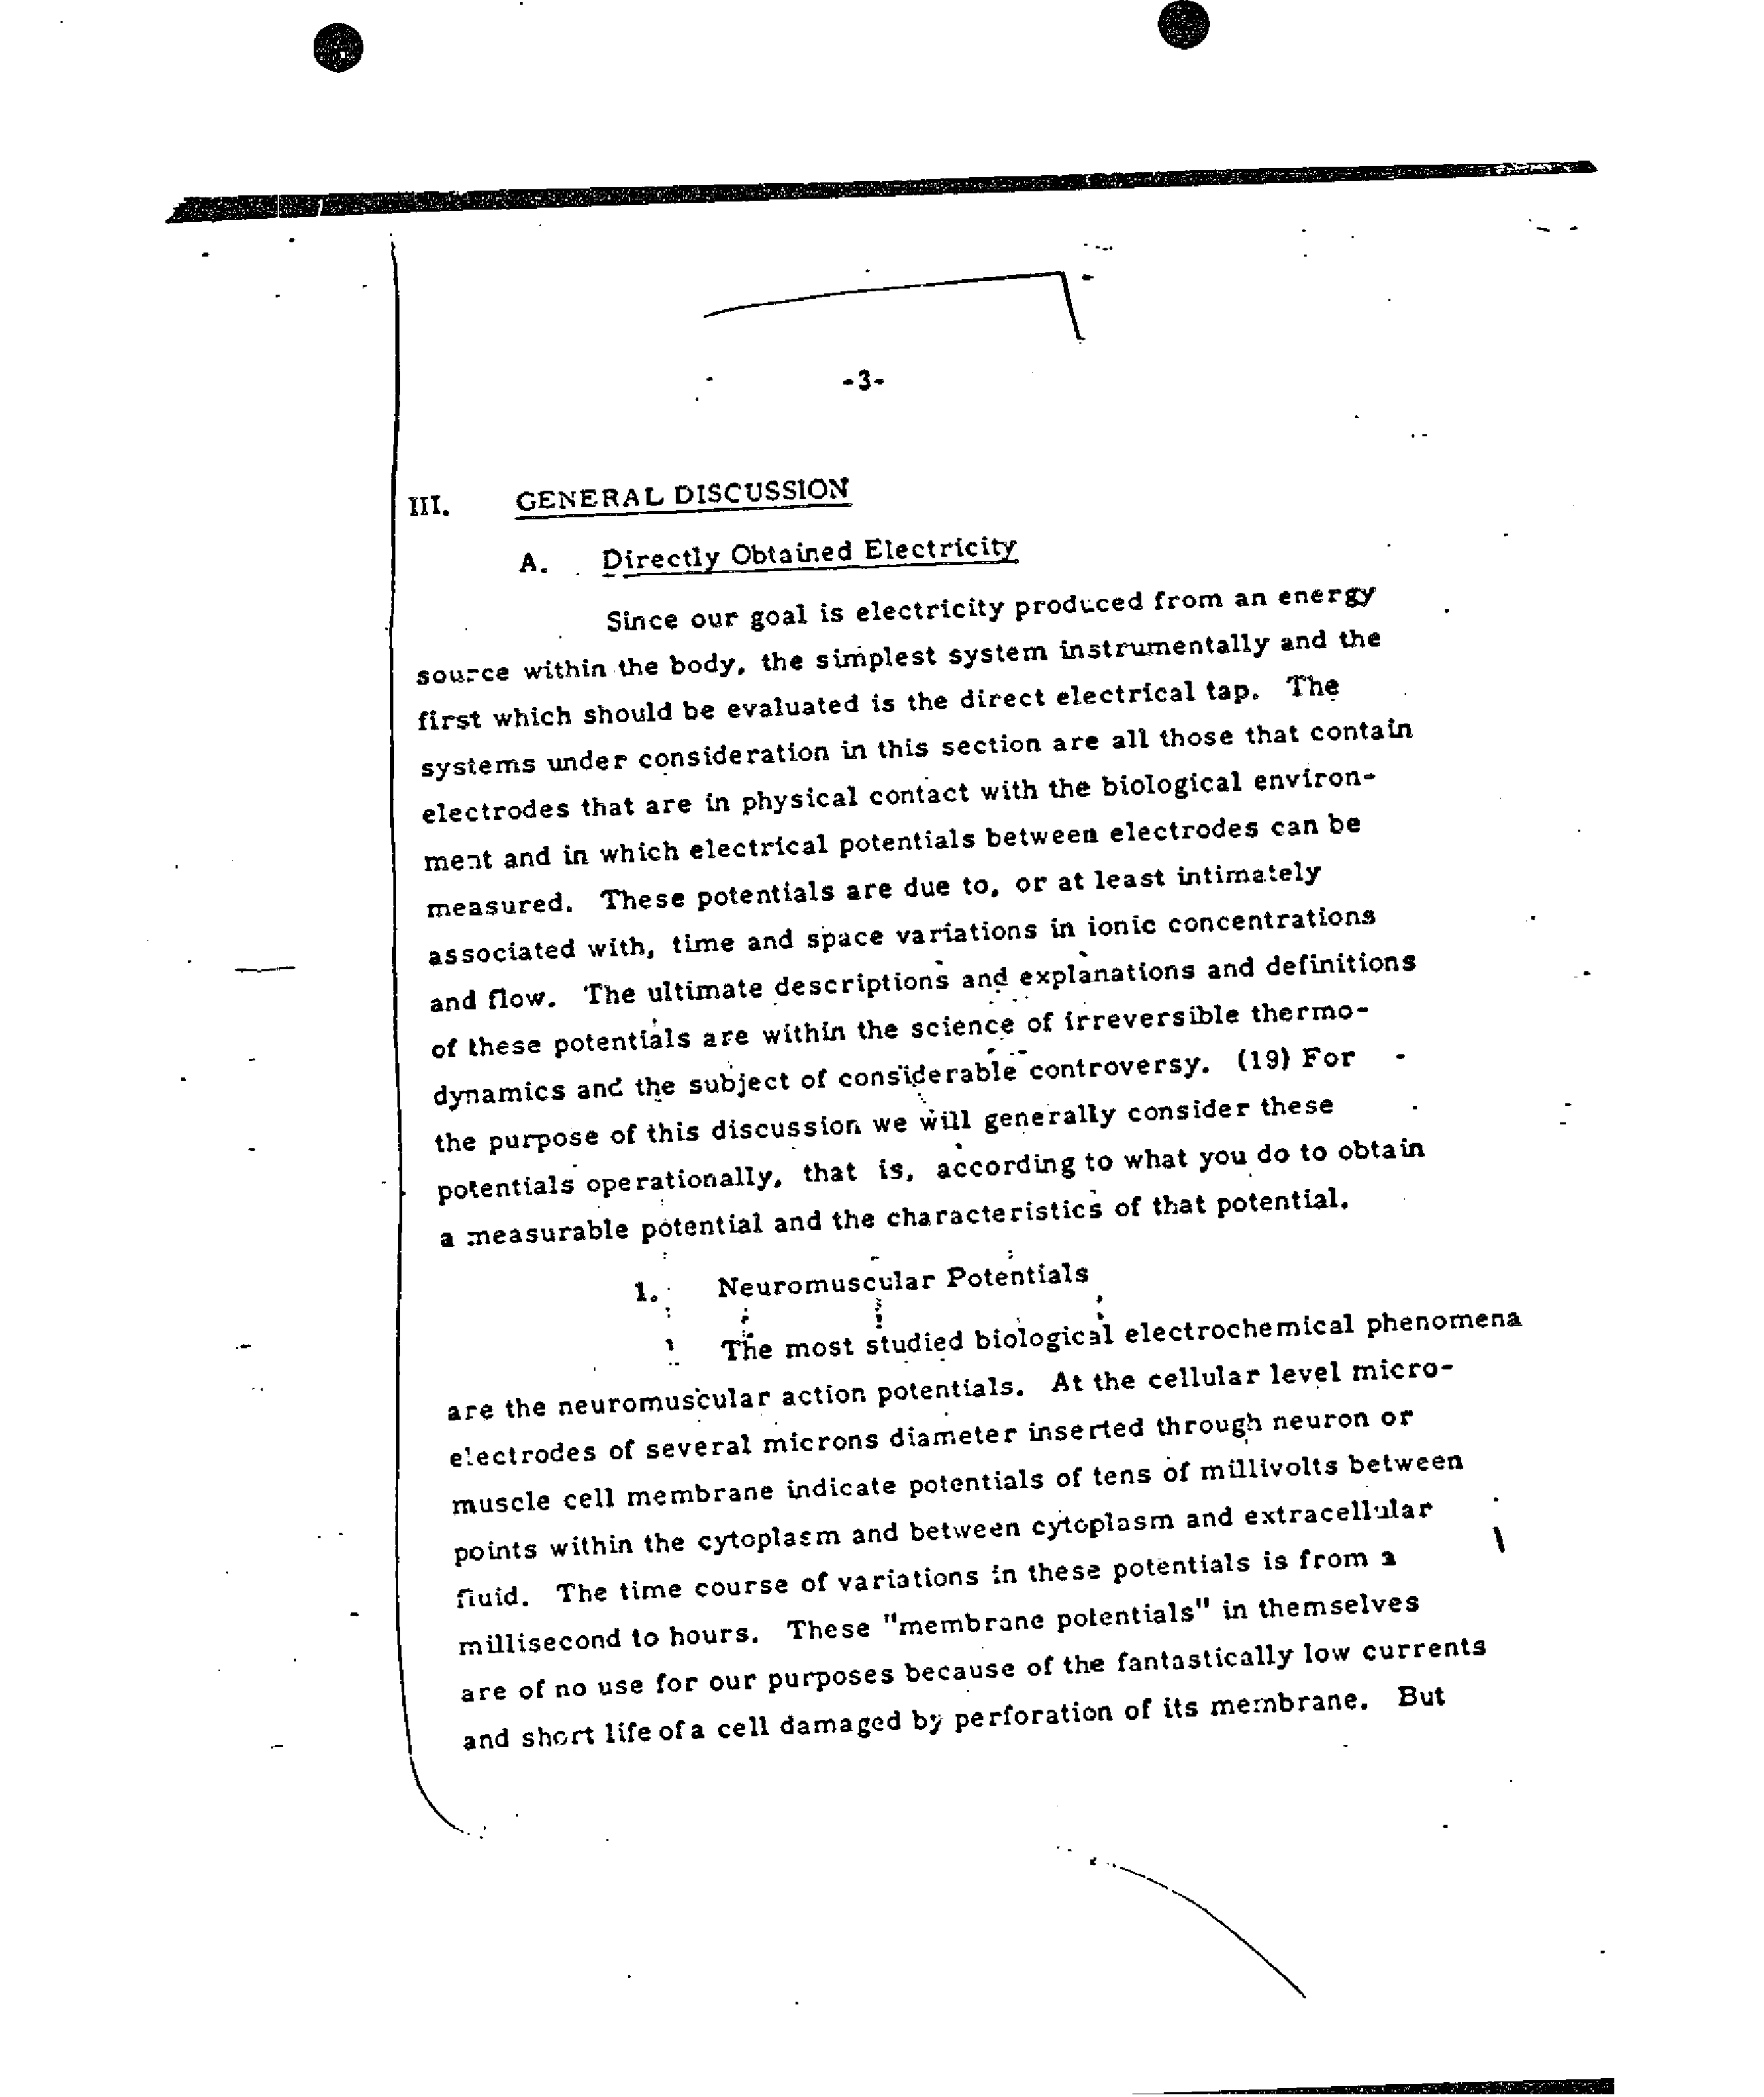 -3-
III. GENERAL DISCUSSION
A. Directly Obtained Electricity
Since our goal is electricity produced from an energy
source within the body, the simplest system instrumentally and the
first which should be evaluated is the direct electrical tap. The
systems under consideration in this section are all those that contain
electrodes that are in physical contact with the biological environ-
ment and in which electrical potentials between electrodes can be
measured. These potentials are due to, or at least intimately
associated with, time and space variations in ionic concentrations
and flow. The ultimate descriptions and explanations and definitions
of these potentials are within the science of irreversible thermo-
dynamics and the subject of considerable controversy. (19) For
the purpose of this discussion we will generally consider these
potentials operationally, that is, according to what you do to obtain
a measurable potential and the characteristics of that potential.
1. Neuromuscular Potentials
The most studied biological electrochemical phenomena
are the neuromuscular action potentials. At the cellular level micro-
electrodes of several microns diameter inserted through neuron or
muscle cell membrane indicate potentials of tens of millivolts between
points within the cytoplasm and between cytoplasm and extracellular
fluid. The time course of variations in these potentials is from a
millisecond to hours. These "membrane potentials" in themselves
are of no use for our purposes because of the fantastically low currents
and short life of a cell damaged by perforation of its membrane. But